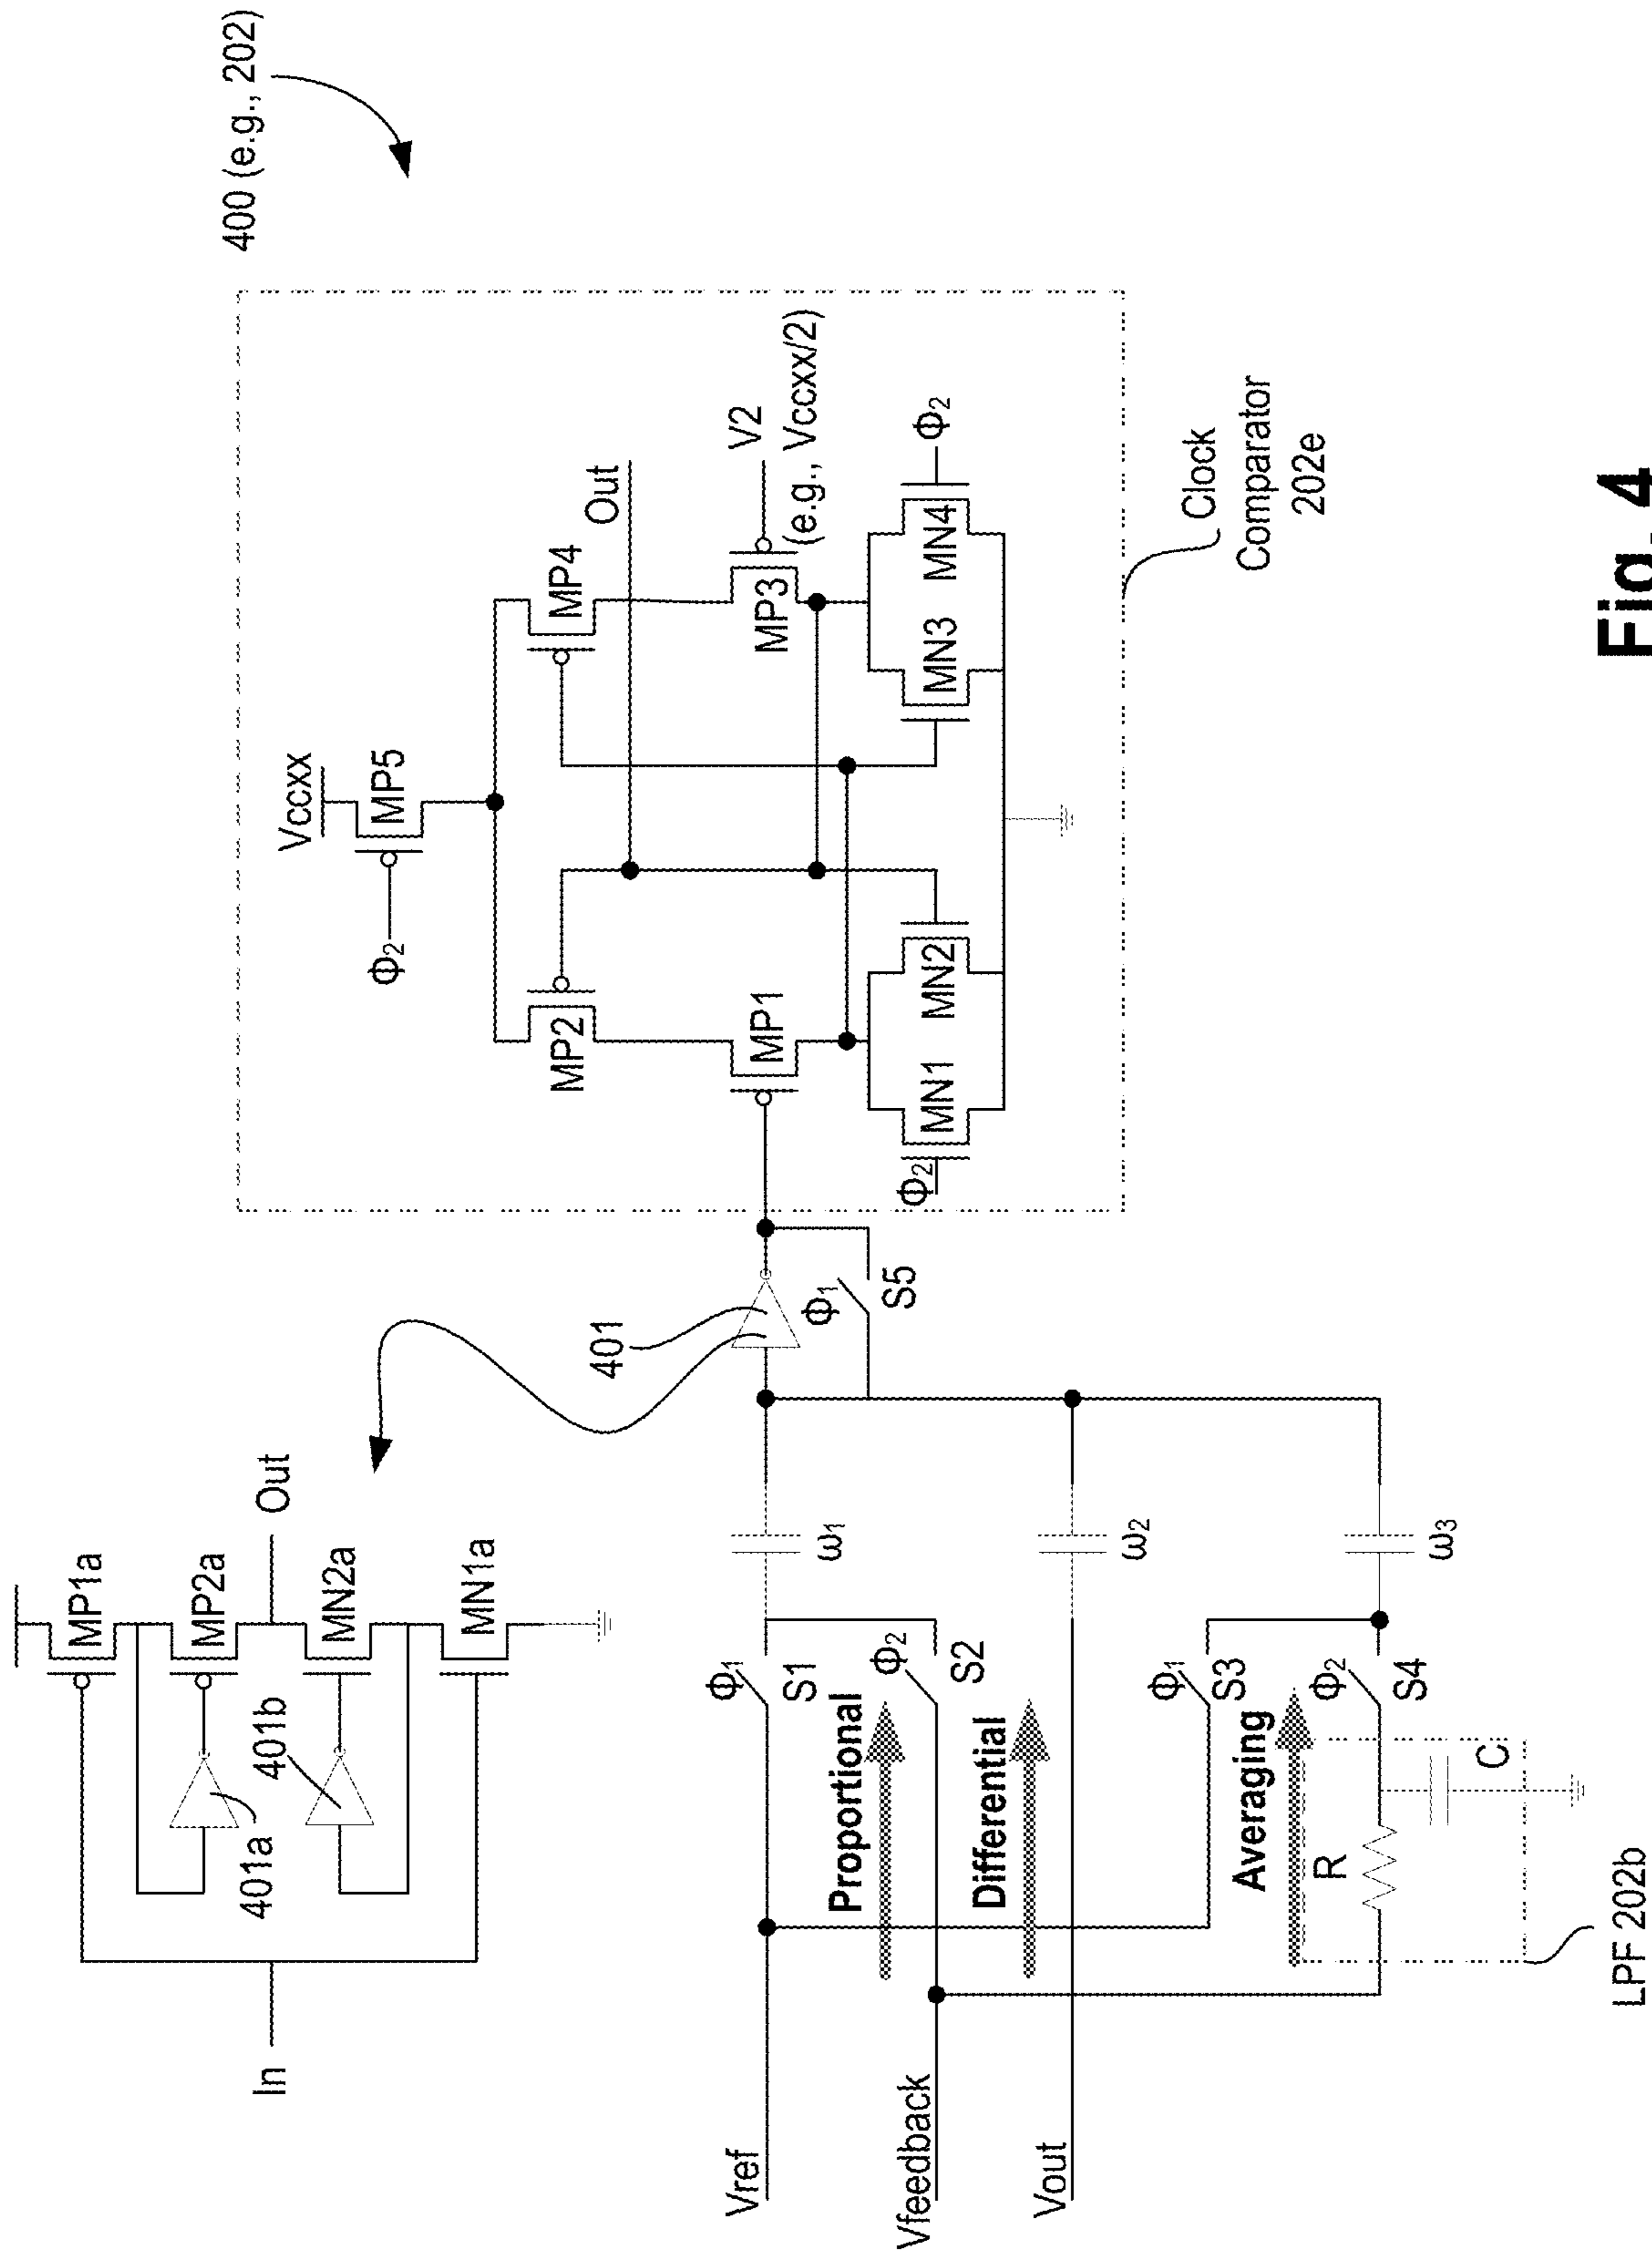 400 (e.g., 202)
In
401a
401b
MP1a
MP2a
MN2a
MN1a
Out
Vccxx
Φ2
MP5
MP2
MP4
Out
MP1
MP3
V2
(e.g., Vccxx/2)
Φ2
MN1
MN2
MN3
MN4
Φ2
Clock
Comparator
202e
401
Φ1
S5
Vref
Φ1
S1
ω1
Proportional
Φ2
S2
Vfeedback
Differential
Vout
ω2
Φ1
S3
Averaging
Φ2
S4
ω3
R
C
LPF 202b
Fig. 4